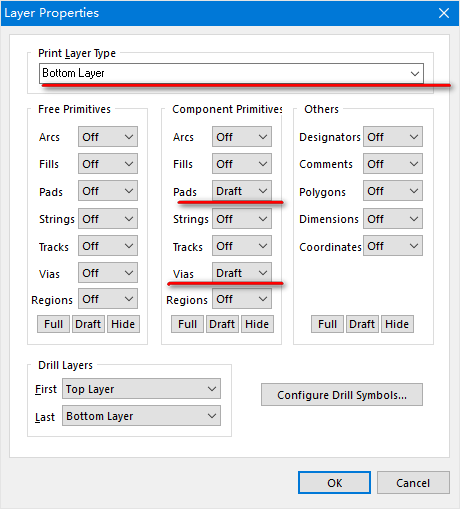 Layer Properties
Print Layer Type
Bottom Layer
Free Primitives
Arcs Off
Fills Off
Pads Off
Strings Off
Tracks Off
Vias Off
Regions Off
Full Draft Hide
Component Primitives
Arcs Off
Fills Off
Pads Draft
Strings Off
Tracks Off
Vias Draft
Regions Off
Full Draft Hide
Others
Designators Off
Comments Off
Polygons Off
Dimensions Off
Coordinates Off
Full Draft Hide
Drill Layers
First Top Layer
Last Bottom Layer
Configure Drill Symbols...
OK Cancel